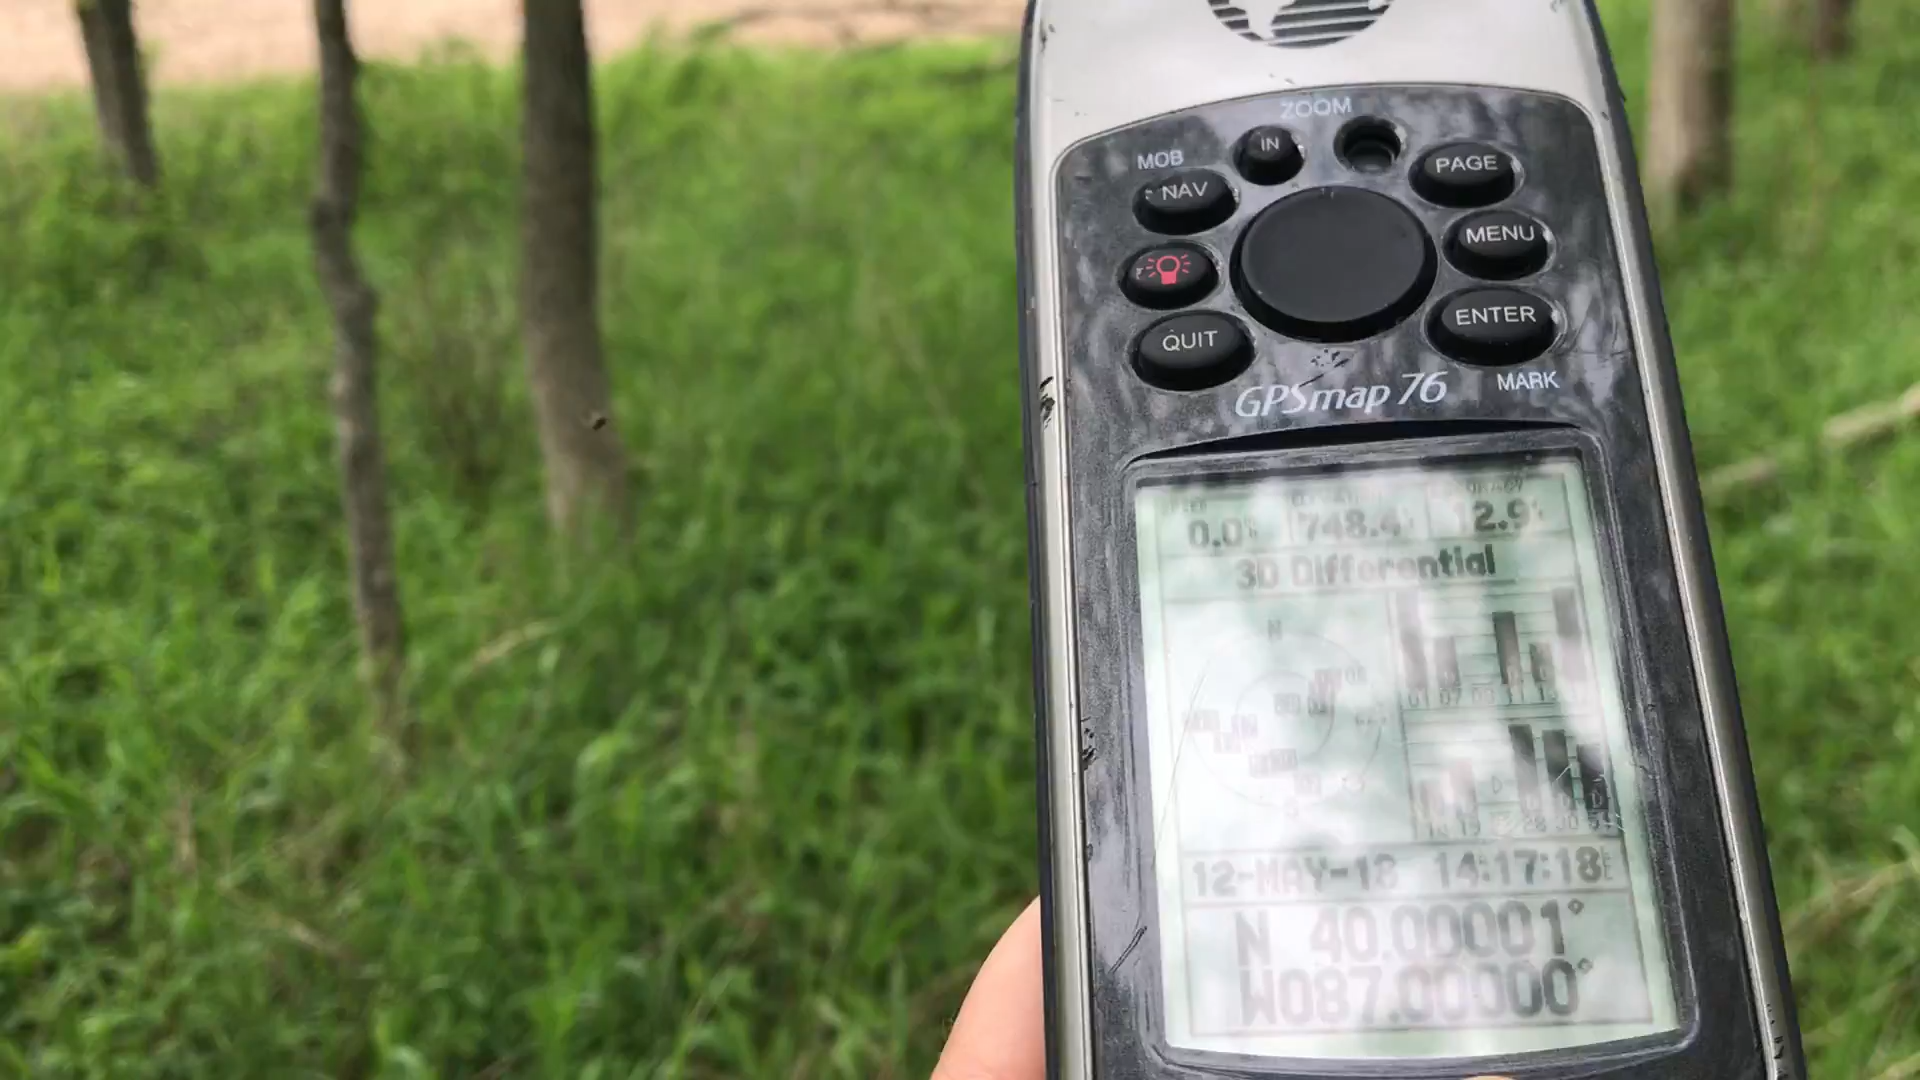 ZOOM
IN
MOB
NAV
PAGE
MENU
QUIT
ENTER
MARK
GPSmap 76
0.0 748.4 12.9
3D Differential
N
12-MAY-18 14:17:18
N 40.00001°
W087.00000°